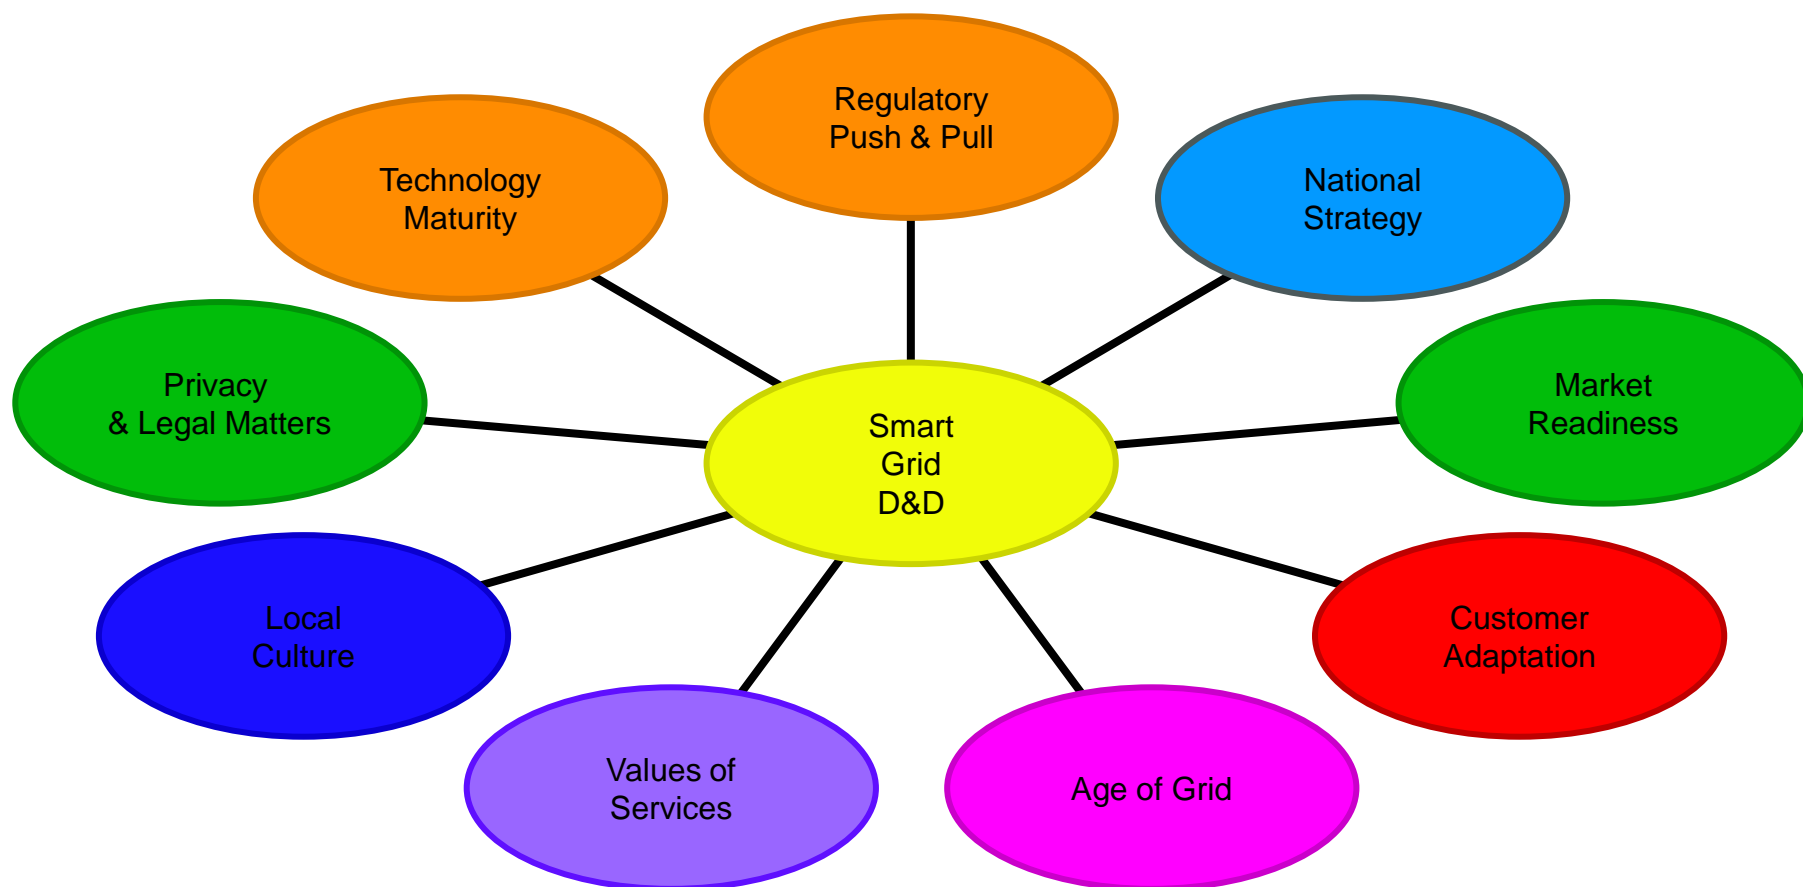 Regulatory
Push & Pull
Technology
Maturity
National
Strategy
Privacy
& Legal Matters
Market
Readiness
Smart
Grid
D&D
Local
Culture
Customer
Adaptation
Values of
Services
Age of Grid